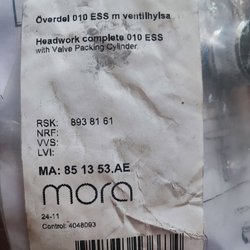 Överdel 010 ESS m ventilhylsa
Headwork complete 010 ESS
with Valve Packing Cylinder.
RSK: 893 81 61
NRF:
VVS:
LVI:
MA: 85 13 53.AE
mora
24-11
Control: 4048093